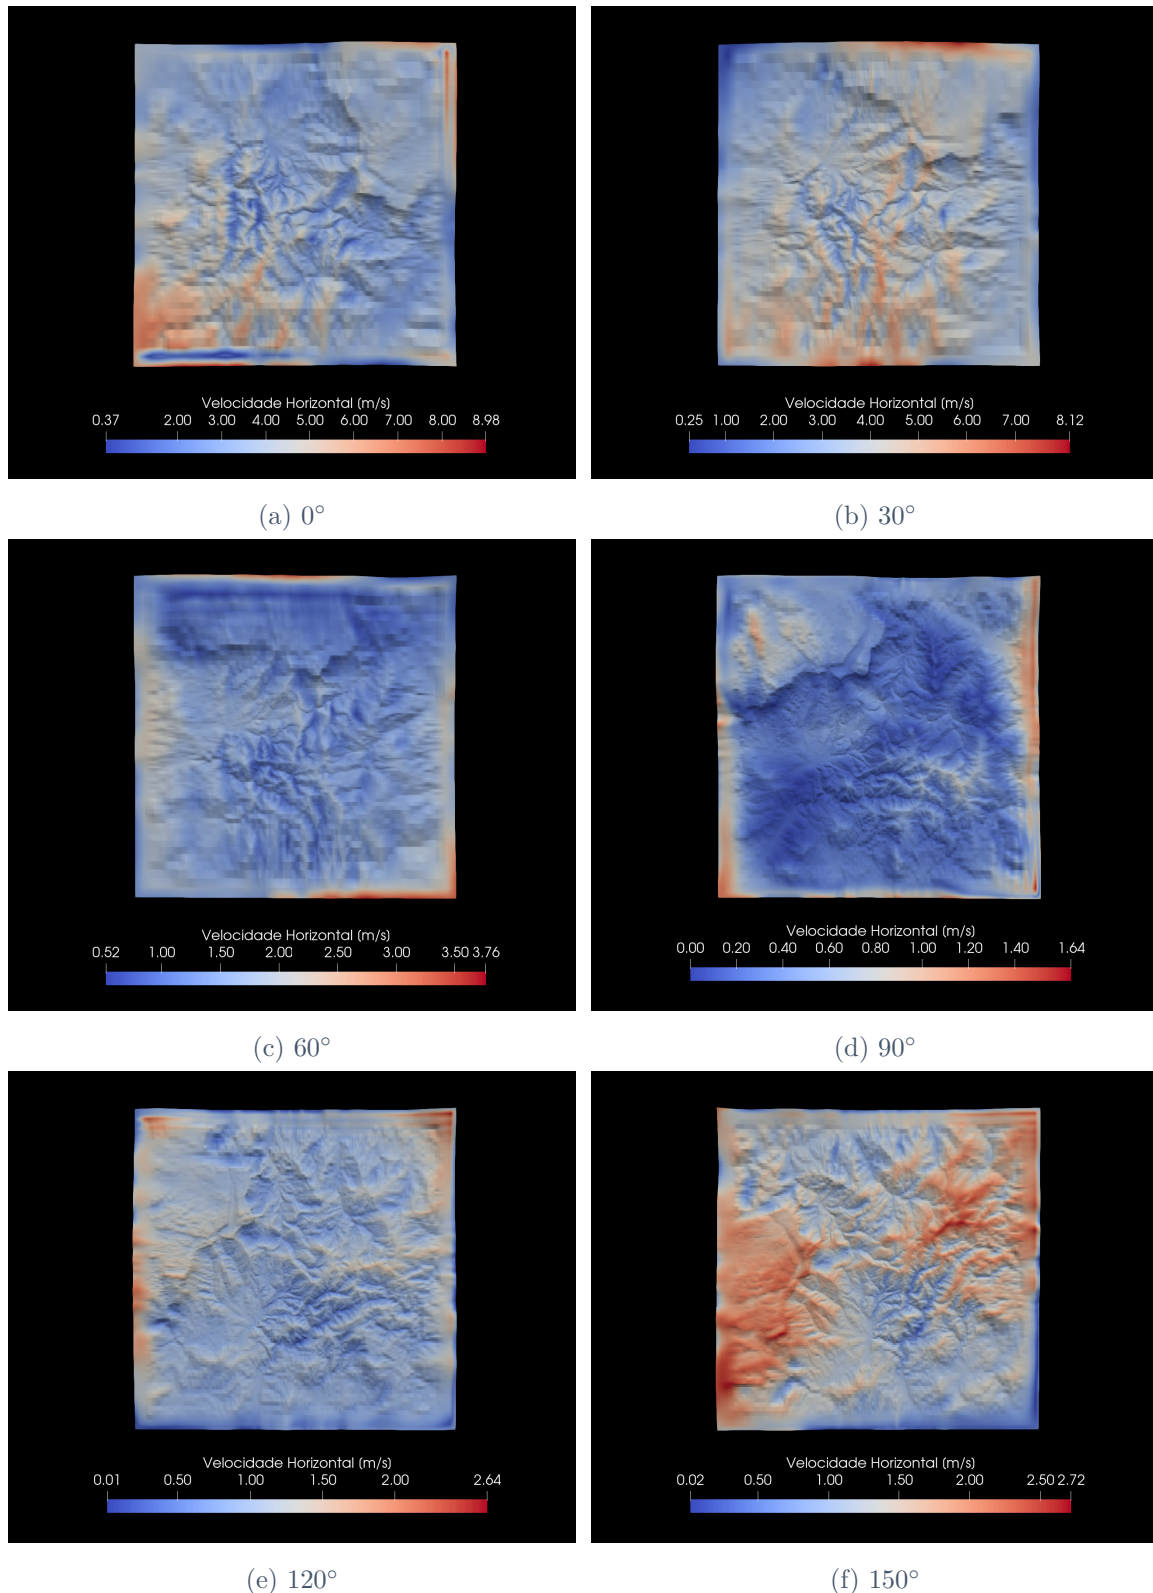 Velocidade Horizontal (m/s)
0.37 2.00 3.00 4.00 5.00 6.00 7.00 8.00 8.98
(a) 0°
Velocidade Horizontal (m/s)
0.25 1.00 2.00 3.00 4.00 5.00 6.00 7.00 8.12
(b) 30°
Velocidade Horizontal (m/s)
0.52 1.00 1.50 2.00 2.50 3.00 3.50 3.76
(c) 60°
Velocidade Horizontal (m/s)
0.00 0.20 0.40 0.60 0.80 1.00 1.20 1.40 1.64
(d) 90°
Velocidade Horizontal (m/s)
0.01 0.50 1.00 1.50 2.00 2.64
(e) 120°
Velocidade Horizontal (m/s)
0.02 0.50 1.00 1.50 2.00 2.50 2.72
(f) 150°